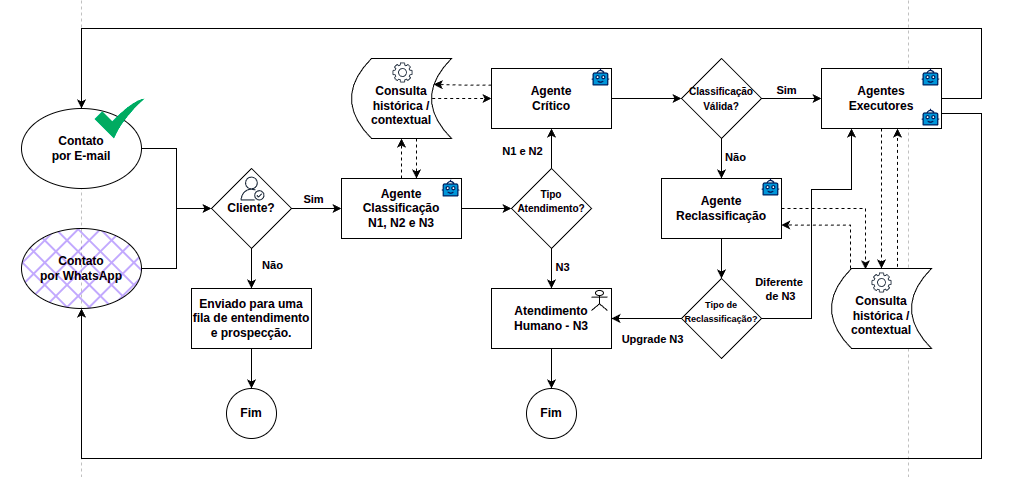 Contato
por E-mail
Contato
por WhatsApp
Cliente?
Sim
Não
Enviado para uma
fila de entendimento
e prospecção.
Fim
Agente
Classificação
N1, N2 e N3
Consulta
histórica /
contextual
Tipo
Atendimento?
N1 e N2
N3
Agente
Crítico
Atendimento
Humano - N3
Fim
Classificação
Válida?
Sim
Não
Agente
Reclassificação
Tipo de
Reclassificação?
Upgrade N3
Diferente
de N3
Agentes
Executores
Consulta
histórica /
contextual